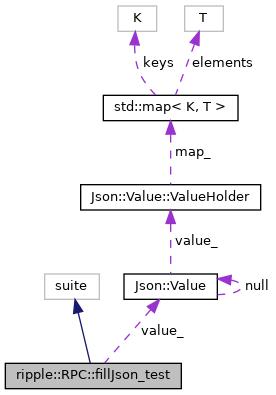 K
T
keys
elements
std::map< K, T >
map_
Json::Value::ValueHolder
value_
suite
Json::Value
null
value_
ripple::RPC::fillJson_test